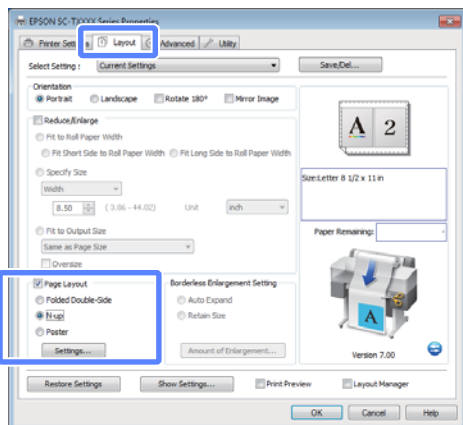 EPSON SC-TXXXX Series Properties
Printer Set s Layout Advanced Utility
Select Setting : Current Settings Save/Del...
Orientation
Portrait Landscape Rotate 180° Mirror Image
Reduce/Enlarge
Fit to Roll Paper Width
Fit Short Side to Roll Paper Width Fit Long Side to Roll Paper Width
Specify Size
Width
8.50 ( 3.86 - 44.02) Unit inch
Fit to Output Size
Same as Page Size
Oversize
A 2
Size:Letter 8 1/2 x 11 in
Paper Remaining:
Page Layout
Folded Double-Side
N-up
Poster
Settings...
Borderless Enlargement Setting
Auto Expand
Retain Size
Amount of Enlargement...
A
Version 7.00
Restore Settings Show Settings... Print Preview Layout Manager
OK Cancel Help